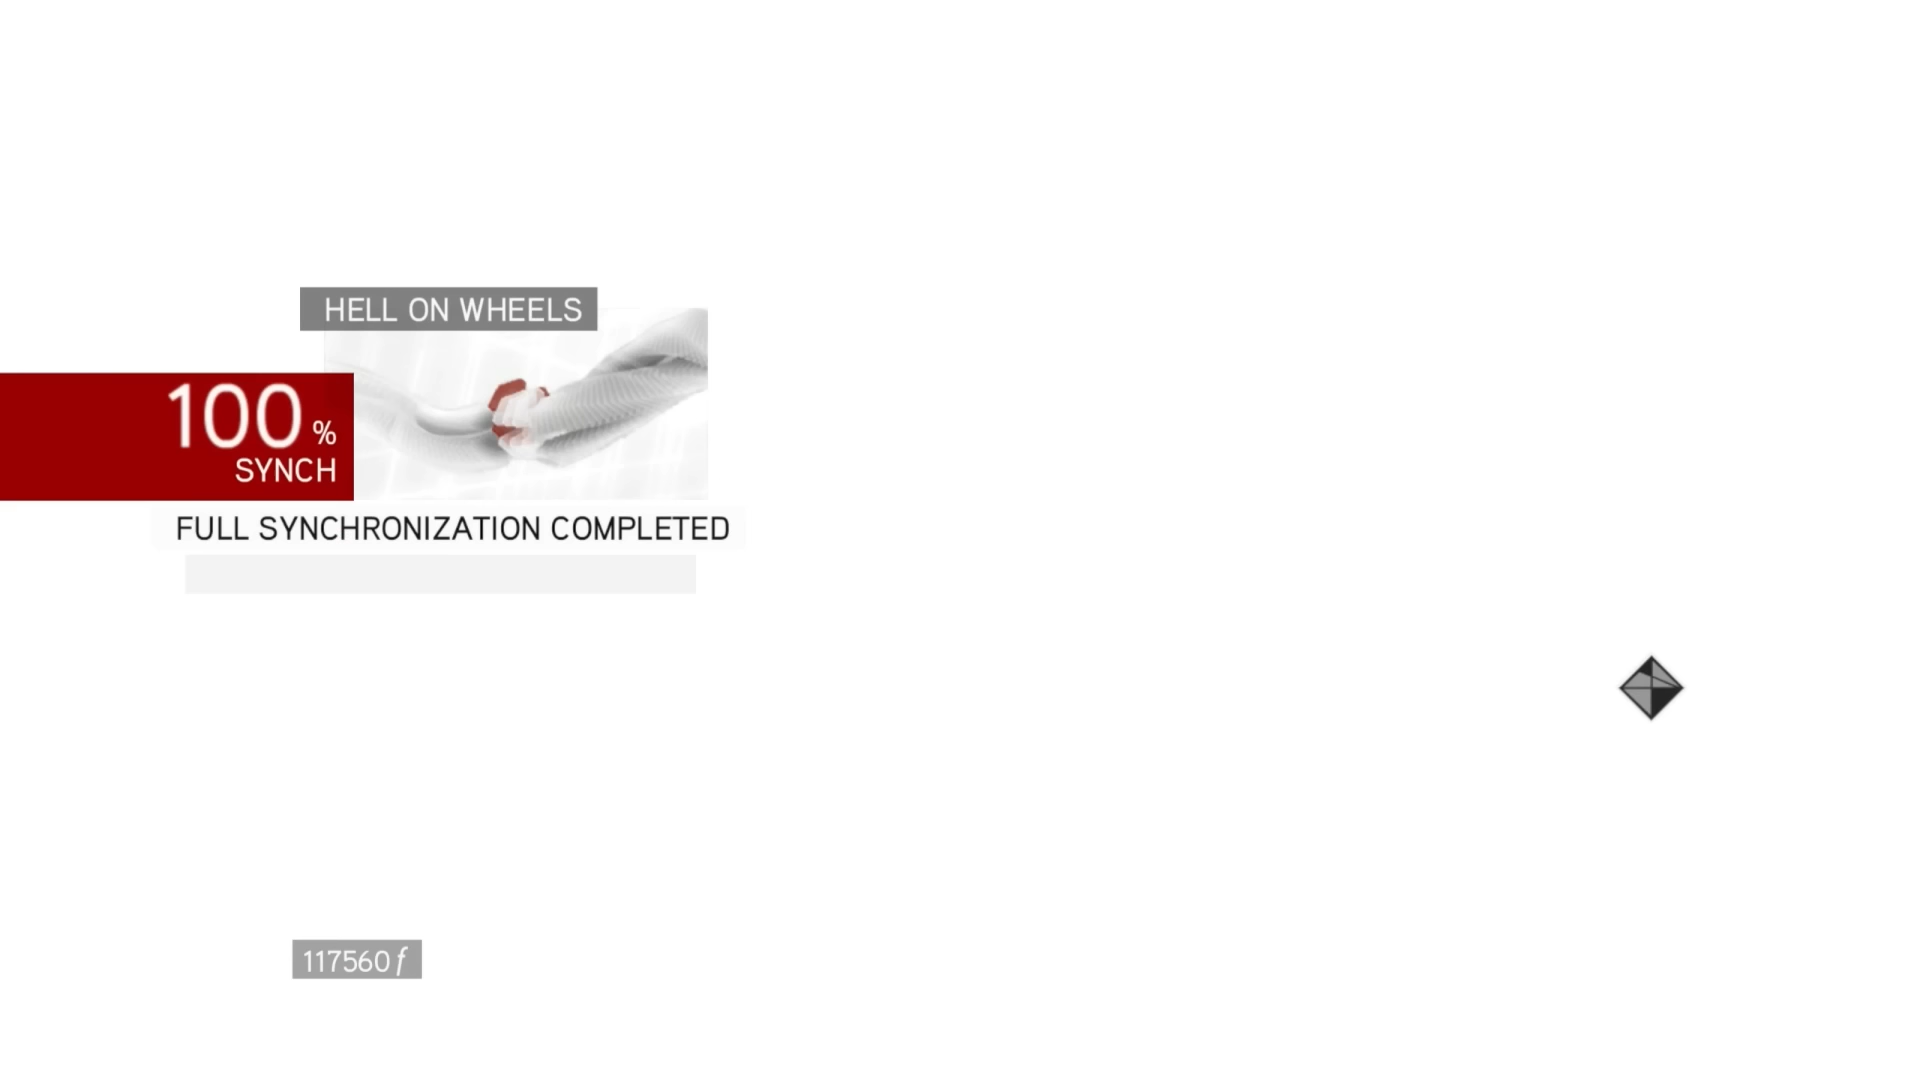 HELL ON WHEELS
100 %
SYNCH
FULL SYNCHRONIZATION COMPLETED
117560 f